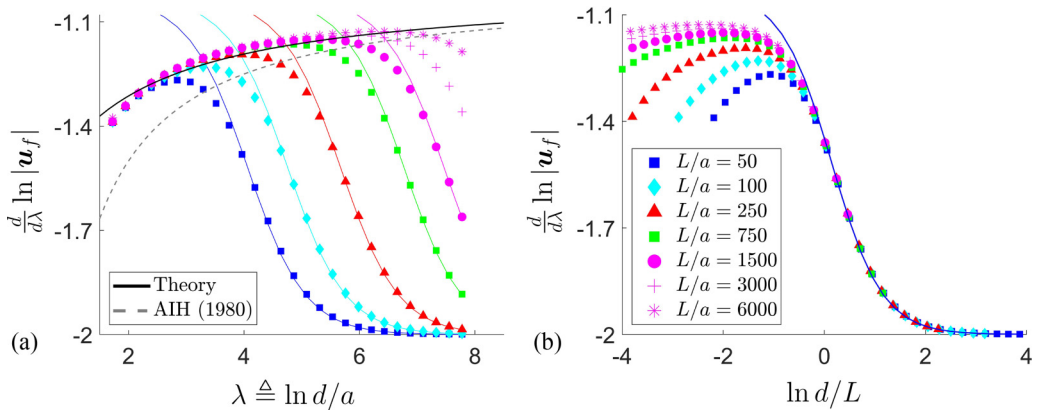 -1.1
-1.4
-1.7
-2
d/dλ ln |u_f|
Theory
AIH (1980)
(a)
2
4
6
8
λ ≜ ln d/a
-1.1
-1.4
-1.7
-2
d/dλ ln |u_f|
L/a = 50
L/a = 100
L/a = 250
L/a = 750
L/a = 1500
L/a = 3000
L/a = 6000
(b)
-4
-2
0
2
4
ln d/L